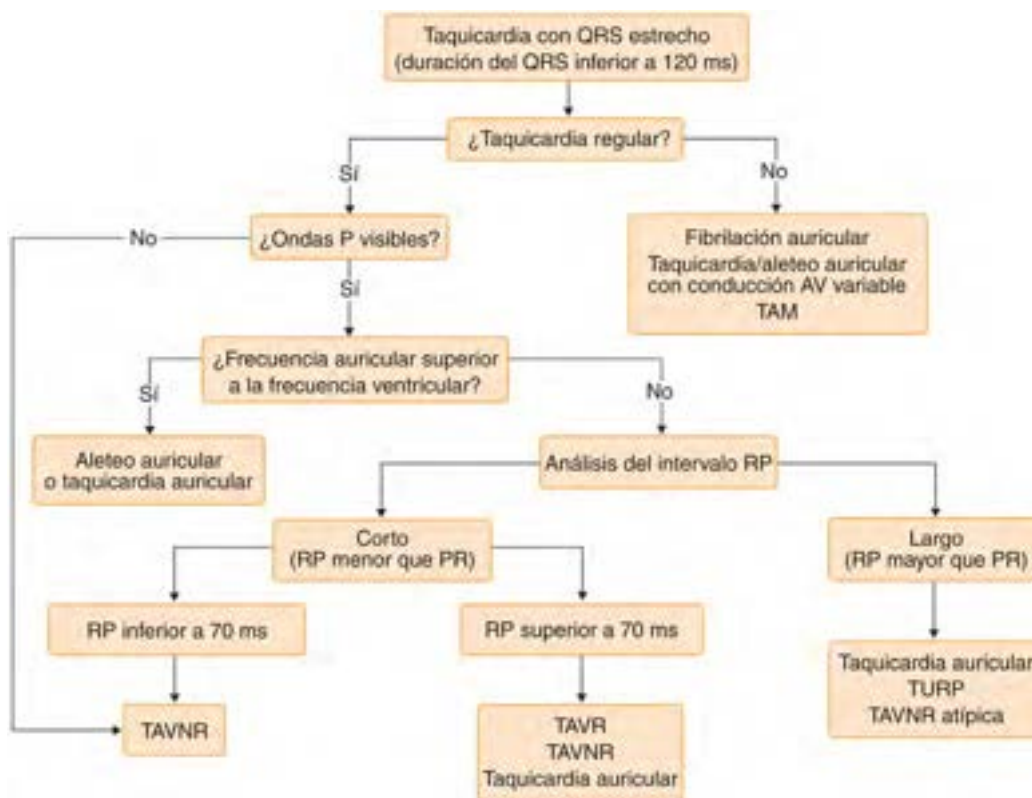 Taquicardia con QRS estrecho
(duración del QRS inferior a 120 ms)
¿Taquicardia regular?
Sí
No
¿Ondas P visibles?
No
Sí
Fibrilación auricular
Taquicardia/aleteo auricular
con conducción AV variable
TAM
¿Frecuencia auricular superior
a la frecuencia ventricular?
Sí
No
Aleteo auricular
o taquicardia auricular
Análisis del intervalo RP
Corto
(RP menor que PR)
Largo
(RP mayor que PR)
RP inferior a 70 ms
RP superior a 70 ms
TAVNR
TAVR
TAVNR
Taquicardia auricular
Taquicardia auricular
TURP
TAVNR atípica